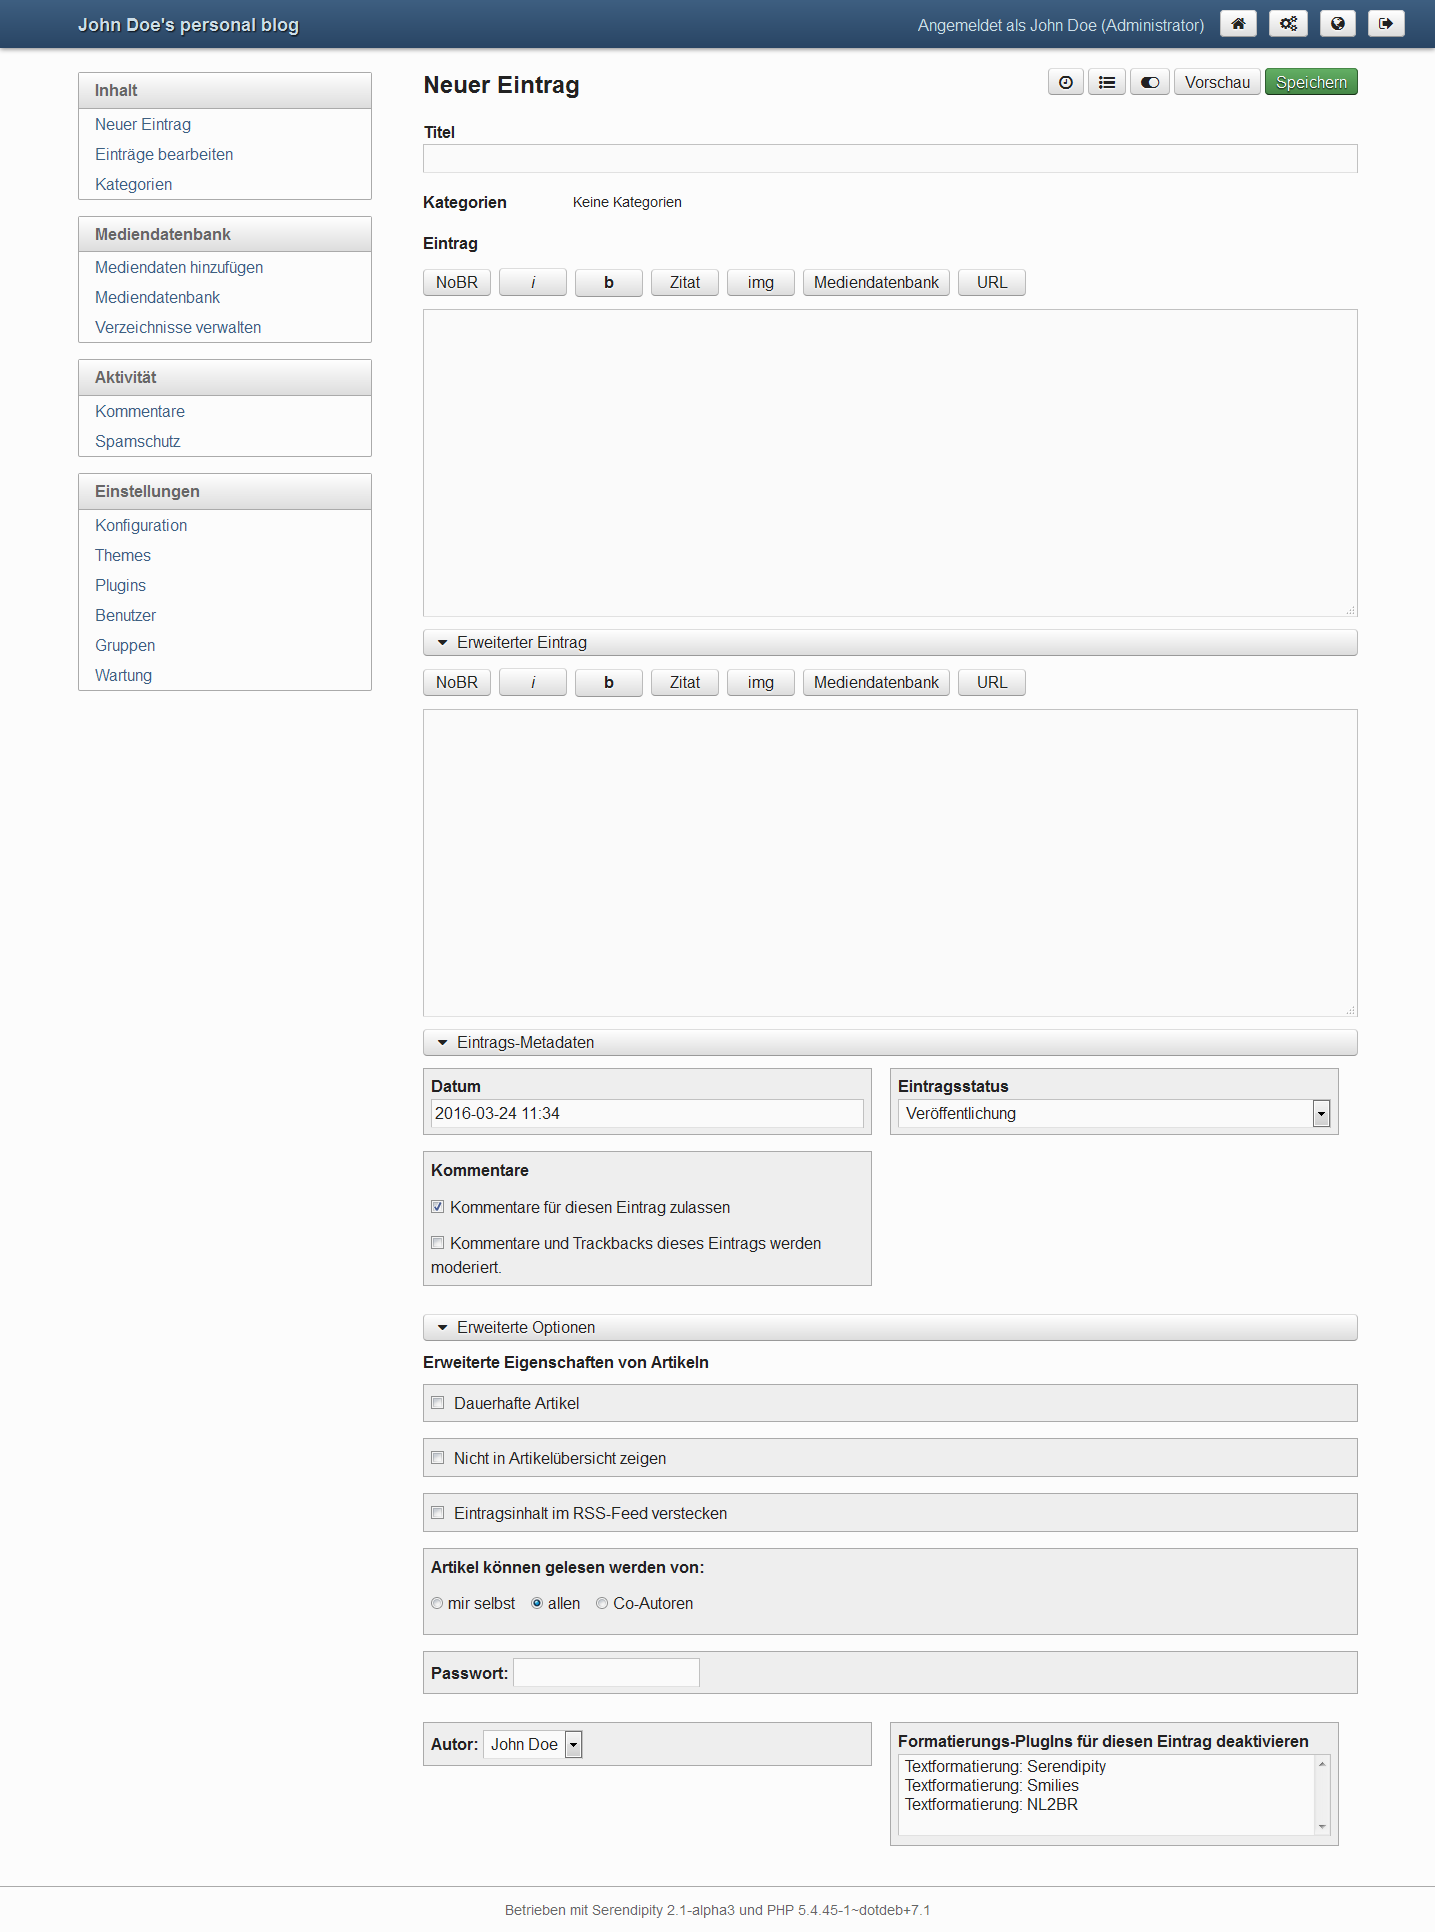 John Doe's personal blog
Angemeldet als John Doe (Administrator)
Inhalt
Neuer Eintrag
Einträge bearbeiten
Kategorien
Mediendatenbank
Mediendaten hinzufügen
Mediendatenbank
Verzeichnisse verwalten
Aktivität
Kommentare
Spamschutz
Einstellungen
Konfiguration
Themes
Plugins
Benutzer
Gruppen
Wartung
Neuer Eintrag
Vorschau Speichern
Titel
Kategorien Keine Kategorien
Eintrag
NoBR i b Zitat img Mediendatenbank URL
Erweiterter Eintrag
NoBR i b Zitat img Mediendatenbank URL
Eintrags-Metadaten
Datum
2016-03-24 11:34
Eintragsstatus
Veröffentlichung
Kommentare
Kommentare für diesen Eintrag zulassen
Kommentare und Trackbacks dieses Eintrags werden
moderiert.
Erweiterte Optionen
Erweiterte Eigenschaften von Artikeln
Dauerhafte Artikel
Nicht in Artikelübersicht zeigen
Eintragsinhalt im RSS-Feed verstecken
Artikel können gelesen werden von:
mir selbst allen Co-Autoren
Passwort:
Autor: John Doe
Formatierungs-PlugIns für diesen Eintrag deaktivieren
Textformatierung: Serendipity
Textformatierung: Smilies
Textformatierung: NL2BR
Betrieben mit Serendipity 2.1-alpha3 und PHP 5.4.45-1~dotdeb+7.1